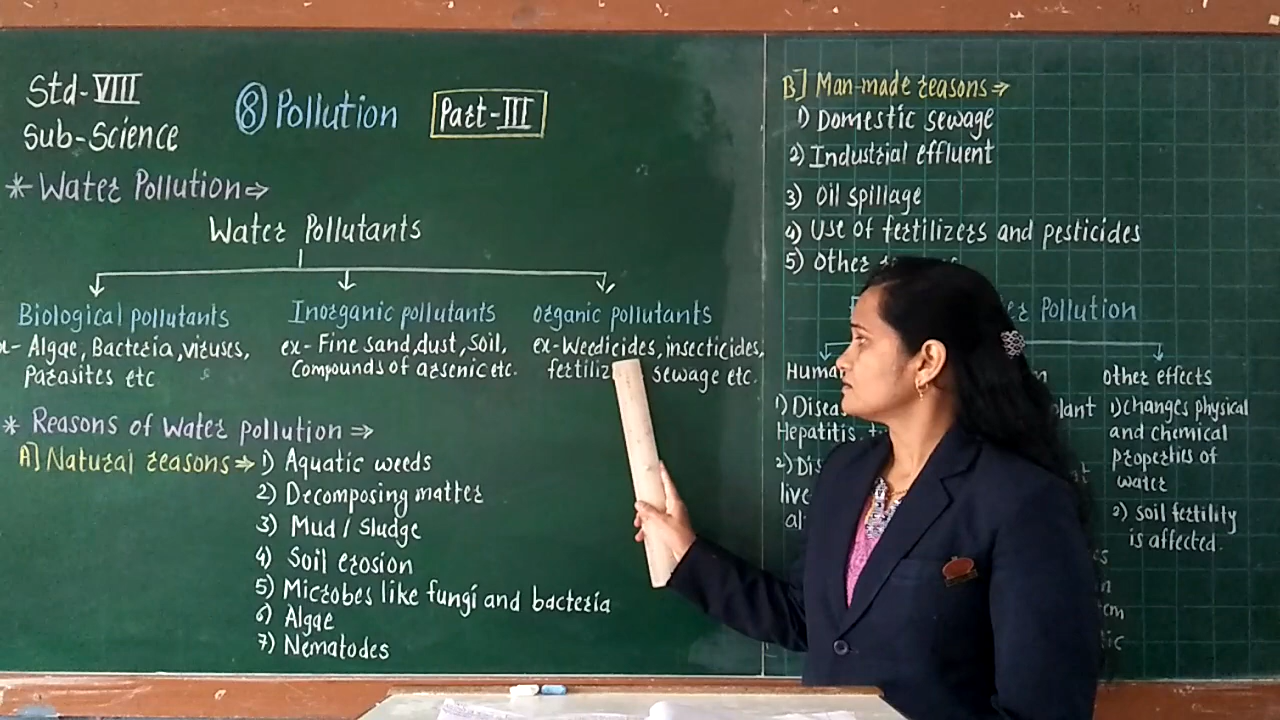 Std-VIII
Sub-Science
⑧ Pollution
Part-III
* Water Pollution ⇒
Water Pollutants
Biological pollutants
- Algae, Bacteria, viruses,
Parasites etc
Inorganic pollutants
ex- Fine sand, dust, soil,
Compounds of arsenic etc.
organic pollutants
ex- Weedicides, insecticides,
sewage etc.
* Reasons of Water pollution ⇒
A] Natural reasons ⇒ 1) Aquatic weeds
2) Decomposing matter
3) Mud / Sludge
4) Soil erosion
5) Microbes like fungi and bacteria
6) Algae
7) Nematodes
B] Man-made reasons ⇒
1) Domestic sewage
2) Industrial effluent
3) Oil spillage
4) Use of fertilizers and pesticides
5) Other
Pollution
1)
Hepatitis
2)
Other effects
1) Changes physical
and chemical
properties of
water
2) Soil fertility
is affected.